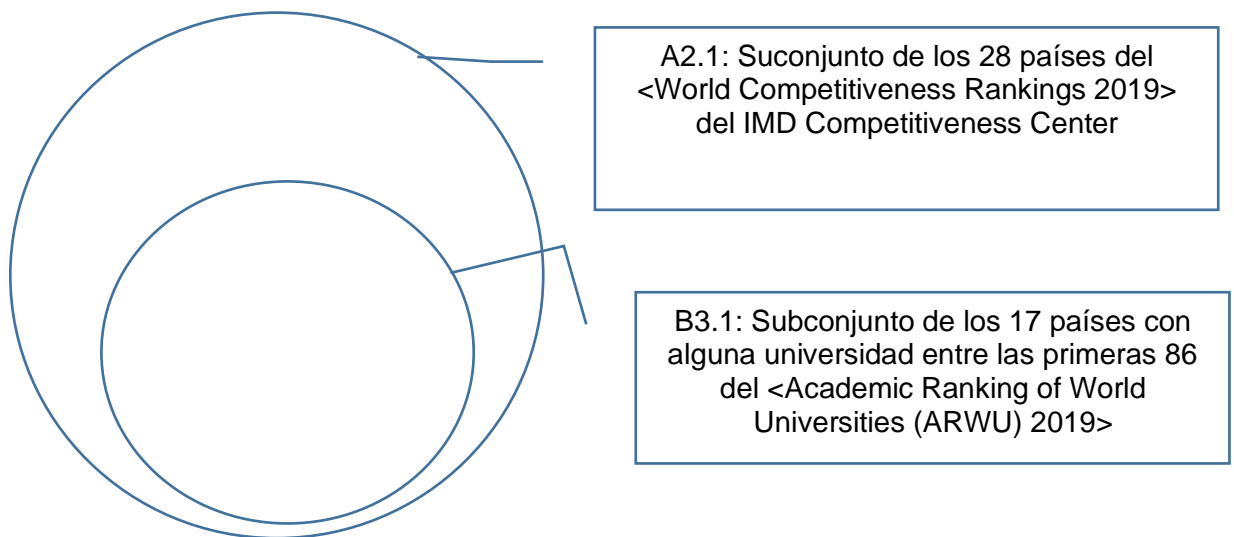 A2.1: Suconjunto de los 28 países del
<World Competitiveness Rankings 2019>
del IMD Competitiveness Center
B3.1: Subconjunto de los 17 países con
alguna universidad entre las primeras 86
del <Academic Ranking of World
Universities (ARWU) 2019>